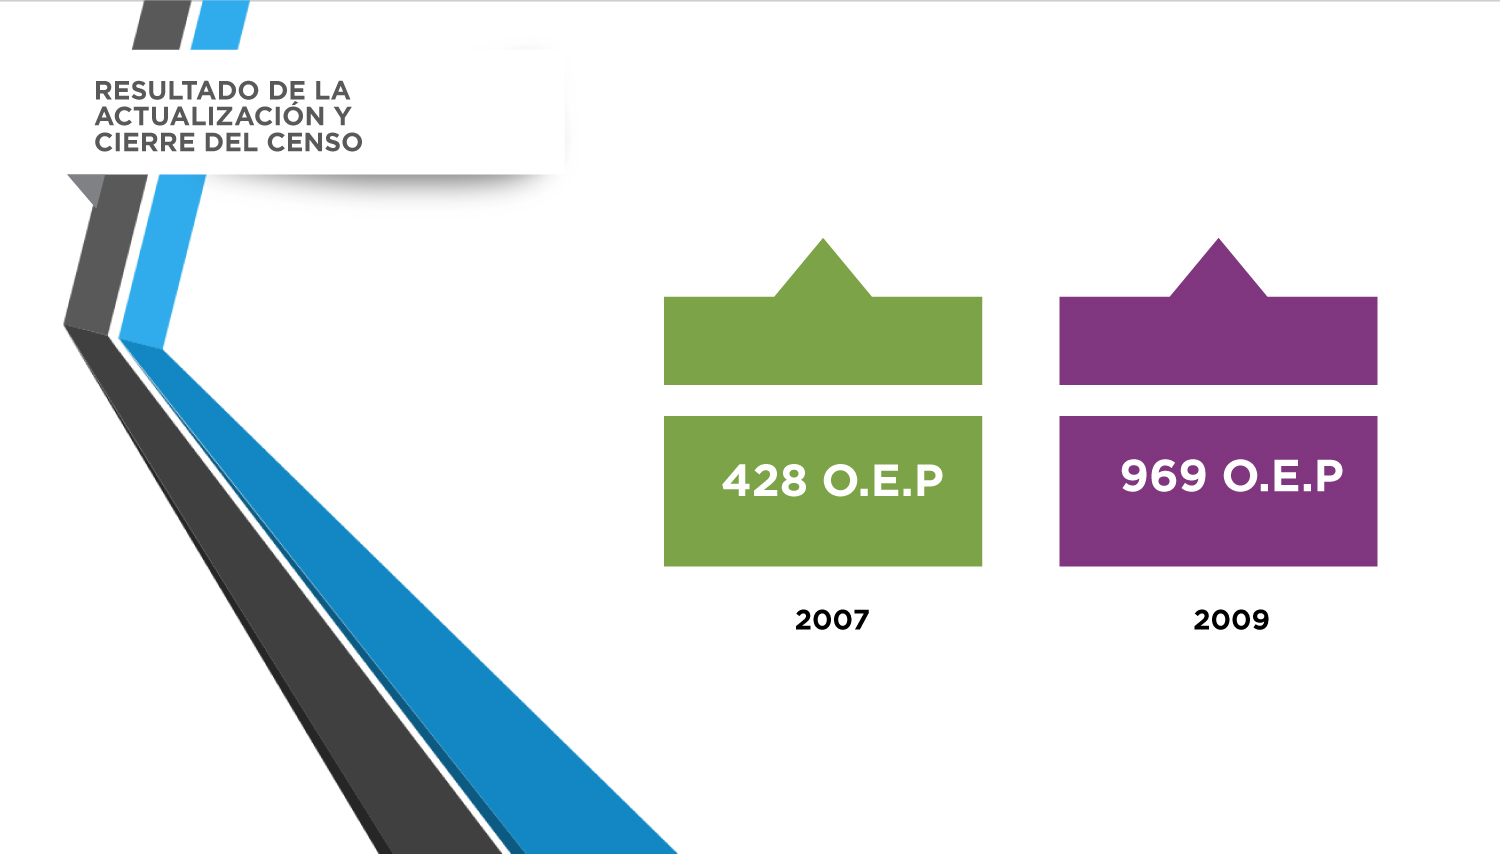 RESULTADO DE LA
ACTUALIZACIÓN Y
CIERRE DEL CENSO
428 O.E.P
969 O.E.P
2007
2009